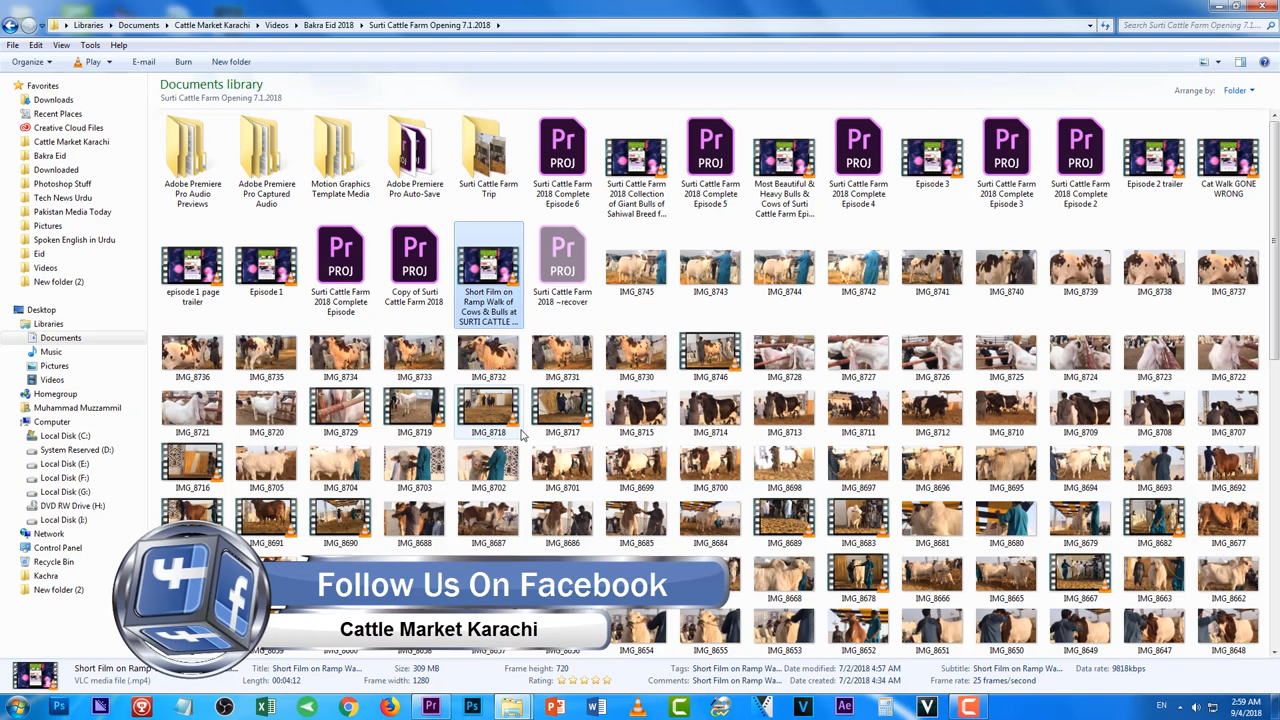 Libraries ▸ Documents ▸ Cattle Market Karachi ▸ Videos ▸ Bakra Eid 2018 ▸ Surti Cattle Farm Opening 7.1.2018 ▸
Search Surti Cattle Farm Opening 7.1....
File Edit View Tools Help
Organize Play E-mail Burn New folder
Documents library
Surti Cattle Farm Opening 7.1.2018
Arrange by: Folder
Favorites
Downloads
Recent Places
Creative Cloud Files
Cattle Market Karachi
Bakra Eid
Downloaded
Photoshop Stuff
Tech News Urdu
Pakistan Media Today
Pictures
Spoken English in Urdu
Eid
Videos
New folder (2)
Desktop
Libraries
Documents
Music
Pictures
Videos
Homegroup
Muhammad Muzzammil
Computer
Local Disk (C:)
System Reserved (D:)
Local Disk (E:)
Local Disk (F:)
Local Disk (G:)
DVD RW Drive (H:)
Local Disk (I:)
Network
Control Panel
Recycle Bin
Kachra
New folder (2)
Adobe Premiere Pro Audio Previews
Adobe Premiere Pro Captured Audio
Motion Graphics Template Media
Adobe Premiere Pro Auto-Save
Surti Cattle Farm Trip
Pr PROJ
Surti Cattle Farm 2018 Complete Episode 6
Surti Cattle Farm 2018 Collection of Giant Bulls of Sahiwal Breed f...
Pr PROJ
Surti Cattle Farm 2018 Complete Episode 5
Most Beautiful & Heavy Bulls & Cows of Surti Cattle Farm Epi...
Pr PROJ
Surti Cattle Farm 2018 Complete Episode 4
Episode 3
Pr PROJ
Surti Cattle Farm 2018 Complete Episode 3
Pr PROJ
Surti Cattle Farm 2018 Complete Episode 2
Episode 2 trailer
Cat Walk GONE WRONG
episode 1 page trailer
Episode 1
Pr PROJ
Surti Cattle Farm 2018 Complete Episode
Pr PROJ
Copy of Surti Cattle Farm 2018
Short Film on Ramp Walk of Cows & Bulls at SURTI CATTLE ...
Pr PROJ
Surti Cattle Farm 2018 ~recover
IMG_8745 IMG_8743 IMG_8744 IMG_8742 IMG_8741 IMG_8740 IMG_8739 IMG_8738 IMG_8737
IMG_8736 IMG_8735 IMG_8734 IMG_8733 IMG_8732 IMG_8731 IMG_8730 IMG_8746 IMG_8728 IMG_8727 IMG_8726 IMG_8725 IMG_8724 IMG_8723 IMG_8722
IMG_8721 IMG_8720 IMG_8729 IMG_8719 IMG_8718 IMG_8717 IMG_8715 IMG_8714 IMG_8713 IMG_8711 IMG_8712 IMG_8710 IMG_8709 IMG_8708 IMG_8707
IMG_8716 IMG_8705 IMG_8704 IMG_8703 IMG_8702 IMG_8701 IMG_8699 IMG_8700 IMG_8698 IMG_8697 IMG_8696 IMG_8695 IMG_8694 IMG_8693 IMG_8692
IMG_8691 IMG_8690 IMG_8688 IMG_8687 IMG_8686 IMG_8685 IMG_8684 IMG_8689 IMG_8683 IMG_8681 IMG_8680 IMG_8679 IMG_8682 IMG_8677
IMG_8668 IMG_8678 IMG_8666 IMG_8665 IMG_8667 IMG_8663 IMG_8662
IMG_8654 IMG_8653 IMG_8652 IMG_8651 IMG_8650 IMG_8649 IMG_8646 IMG_8647 IMG_8648
Follow Us On Facebook
Cattle Market Karachi
Short Film on Ramp
VLC media file (.mp4)
Title: Short Film on Ramp Wa...
Length: 00:04:12
Size: 309 MB
Frame height: 720
Frame width: 1280
Rating:
Tags: Short Film on Ramp Wa...
Comments: Short Film on Ramp Wa...
Date modified: 7/2/2018 4:57 AM
Date created: 7/2/2018 4:34 AM
Subtitle: Short Film on Ramp Wa...
Frame rate: 25 frames/second
Data rate: 9818kbps
EN
2:59 AM
9/4/2018